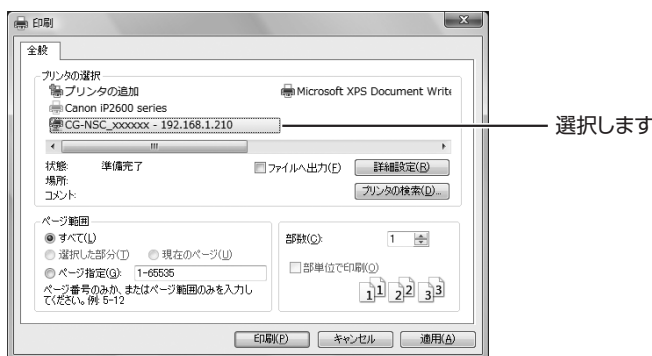 印刷
全般
プリンタの選択
プリンタの追加
Microsoft XPS Document Write
Canon iP2600 series
CG-NSC_xxxxxx - 192.168.1.210
選択します
状態: 準備完了
ファイルへ出力(F)
詳細設定(R)
場所:
コメント:
プリンタの検索(D)...
ページ範囲
すべて(L)
選択した部分(T)
現在のページ(U)
ページ指定(G): 1-65535
ページ番号のみか、またはページ範囲のみを入力し
てください。例: 5-12
部数(C): 1
部単位で印刷(O)
11 22 33
印刷(P)
キャンセル
適用(A)